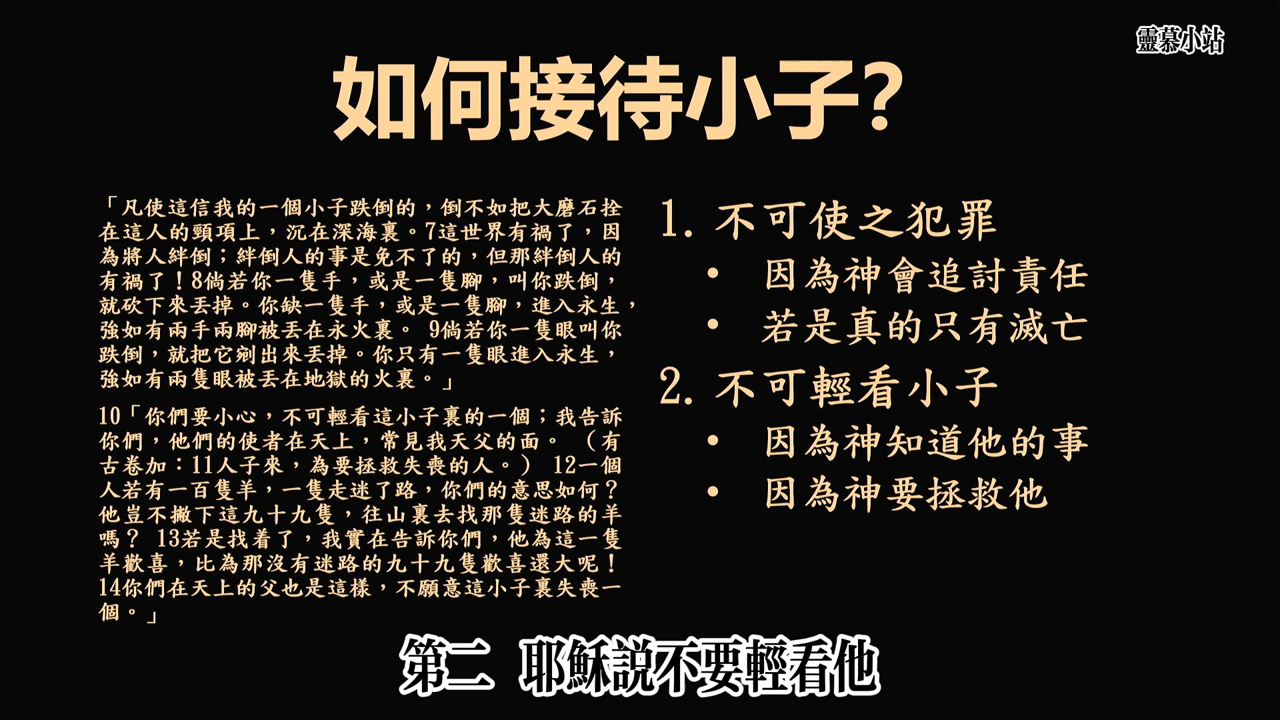 靈慕小站
如何接待小子?
「凡使這信我的一個小子跌倒的，倒不如把大磨石拴
在這人的頸項上，沉在深海裏。7這世界有禍了，因
為將人絆倒；絆倒人的事是免不了的，但那絆倒人的
有禍了！8倘若你一隻手，或是一隻腳，叫你跌倒，
就砍下來丟掉。你缺一隻手，或是一隻腳，進入永生，
強如有兩手兩腳被丟在永火裏。 9倘若你一隻眼叫你
跌倒，就把它剜出來丟掉。你只有一隻眼進入永生，
強如有兩隻眼被丟在地獄的火裏。」
10「你們要小心，不可輕看這小子裏的一個；我告訴
你們，他們的使者在天上，常見我天父的面。 （有
古卷加：11人子來，為要拯救失喪的人。） 12一個
人若有一百隻羊，一隻走迷了路，你們的意思如何？
他豈不撇下這九十九隻，往山裏去找那隻迷路的羊
嗎？ 13若是找着了，我實在告訴你們，他為這一隻
羊歡喜，比為那沒有迷路的九十九隻歡喜還大呢！
14你們在天上的父也是這樣，不願意這小子裏失喪一
個。」
1. 不可使之犯罪
• 因為神會追討責任
• 若是真的只有滅亡
2. 不可輕看小子
• 因為神知道他的事
• 因為神要拯救他
第二 耶穌説不要輕看他